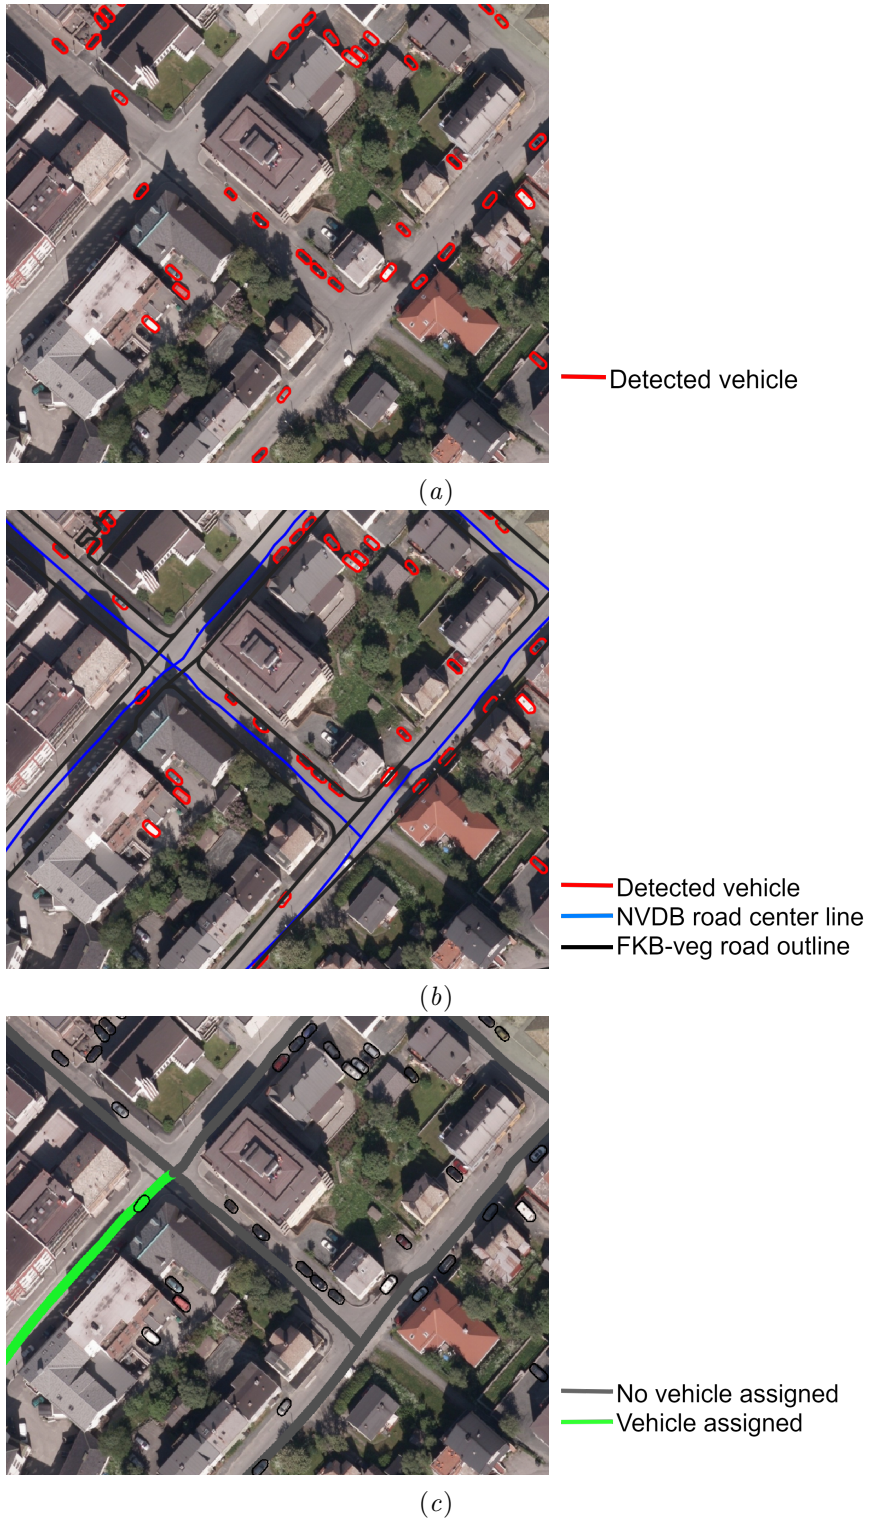 Detected vehicle
(a)
Detected vehicle
NVDB road center line
FKB-veg road outline
(b)
No vehicle assigned
Vehicle assigned
(c)